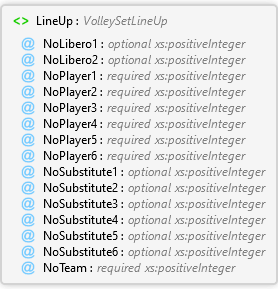 <> LineUp : VolleySetLineUp
@ NoLibero1 : optional xs:positiveInteger
@ NoLibero2 : optional xs:positiveInteger
@ NoPlayer1 : required xs:positiveInteger
@ NoPlayer2 : required xs:positiveInteger
@ NoPlayer3 : required xs:positiveInteger
@ NoPlayer4 : required xs:positiveInteger
@ NoPlayer5 : required xs:positiveInteger
@ NoPlayer6 : required xs:positiveInteger
@ NoSubstitute1 : optional xs:positiveInteger
@ NoSubstitute2 : optional xs:positiveInteger
@ NoSubstitute3 : optional xs:positiveInteger
@ NoSubstitute4 : optional xs:positiveInteger
@ NoSubstitute5 : optional xs:positiveInteger
@ NoSubstitute6 : optional xs:positiveInteger
@ NoTeam : required xs:positiveInteger